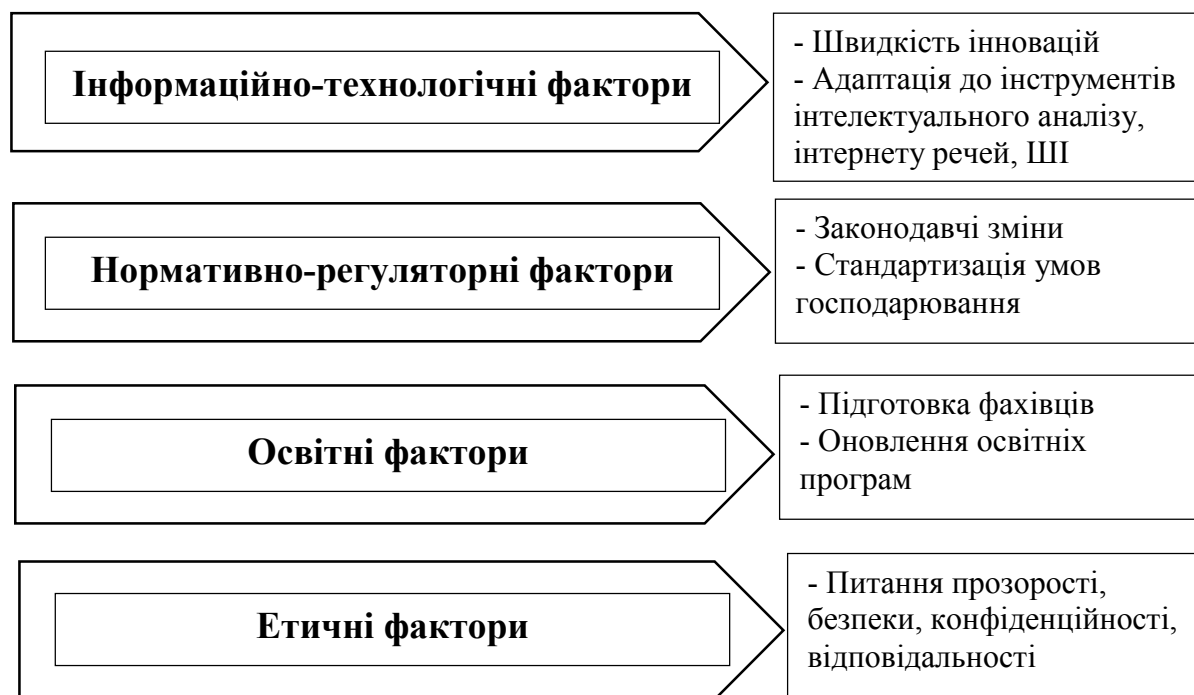 Інформаційно-технологічні фактори
- Швидкість інновацій
- Адаптація до інструментів
інтелектуального аналізу,
інтернету речей, ШІ
Нормативно-регуляторні фактори
- Законодавчі зміни
- Стандартизація умов
господарювання
Освітні фактори
- Підготовка фахівців
- Оновлення освітніх
програм
Етичні фактори
- Питання прозорості,
безпеки, конфіденційності,
відповідальності